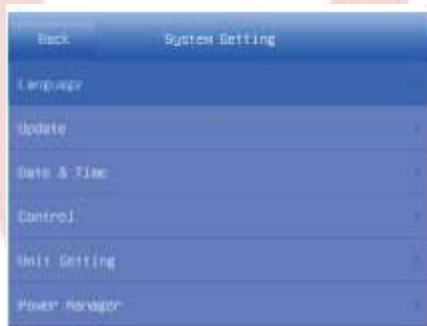 Back System Setting
Language
Update
Date & Time
Control
Unit Setting
Power Manager